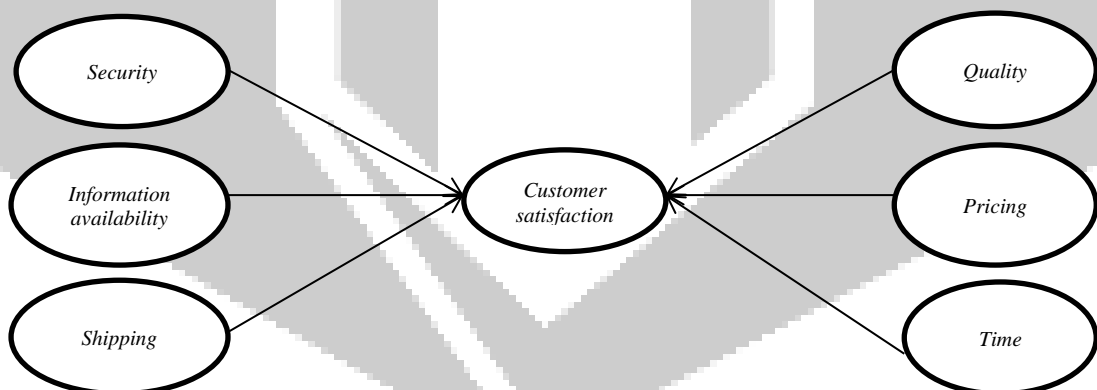 Security
Quality
Information
availability
Customer
satisfaction
Pricing
Shipping
Time